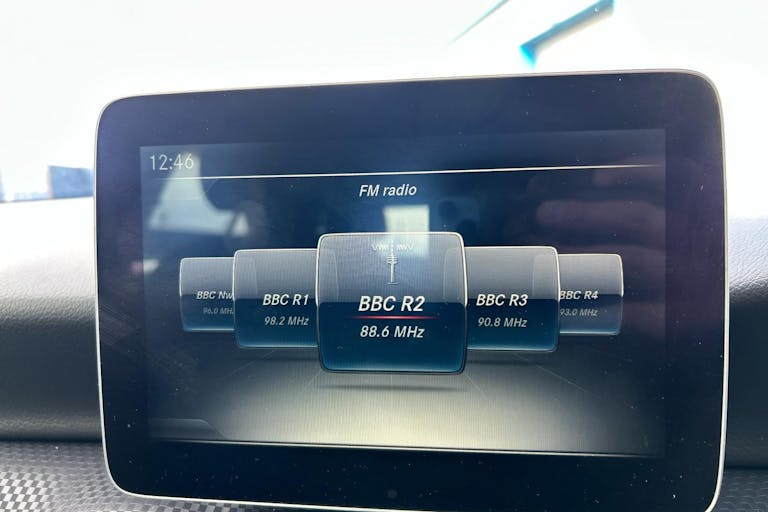 12:46
FM radio
BBC Nw
96.0 MHz
BBC R1
98.2 MHz
BBC R2
88.6 MHz
BBC R3
90.8 MHz
BBC R4
93.0 MHz